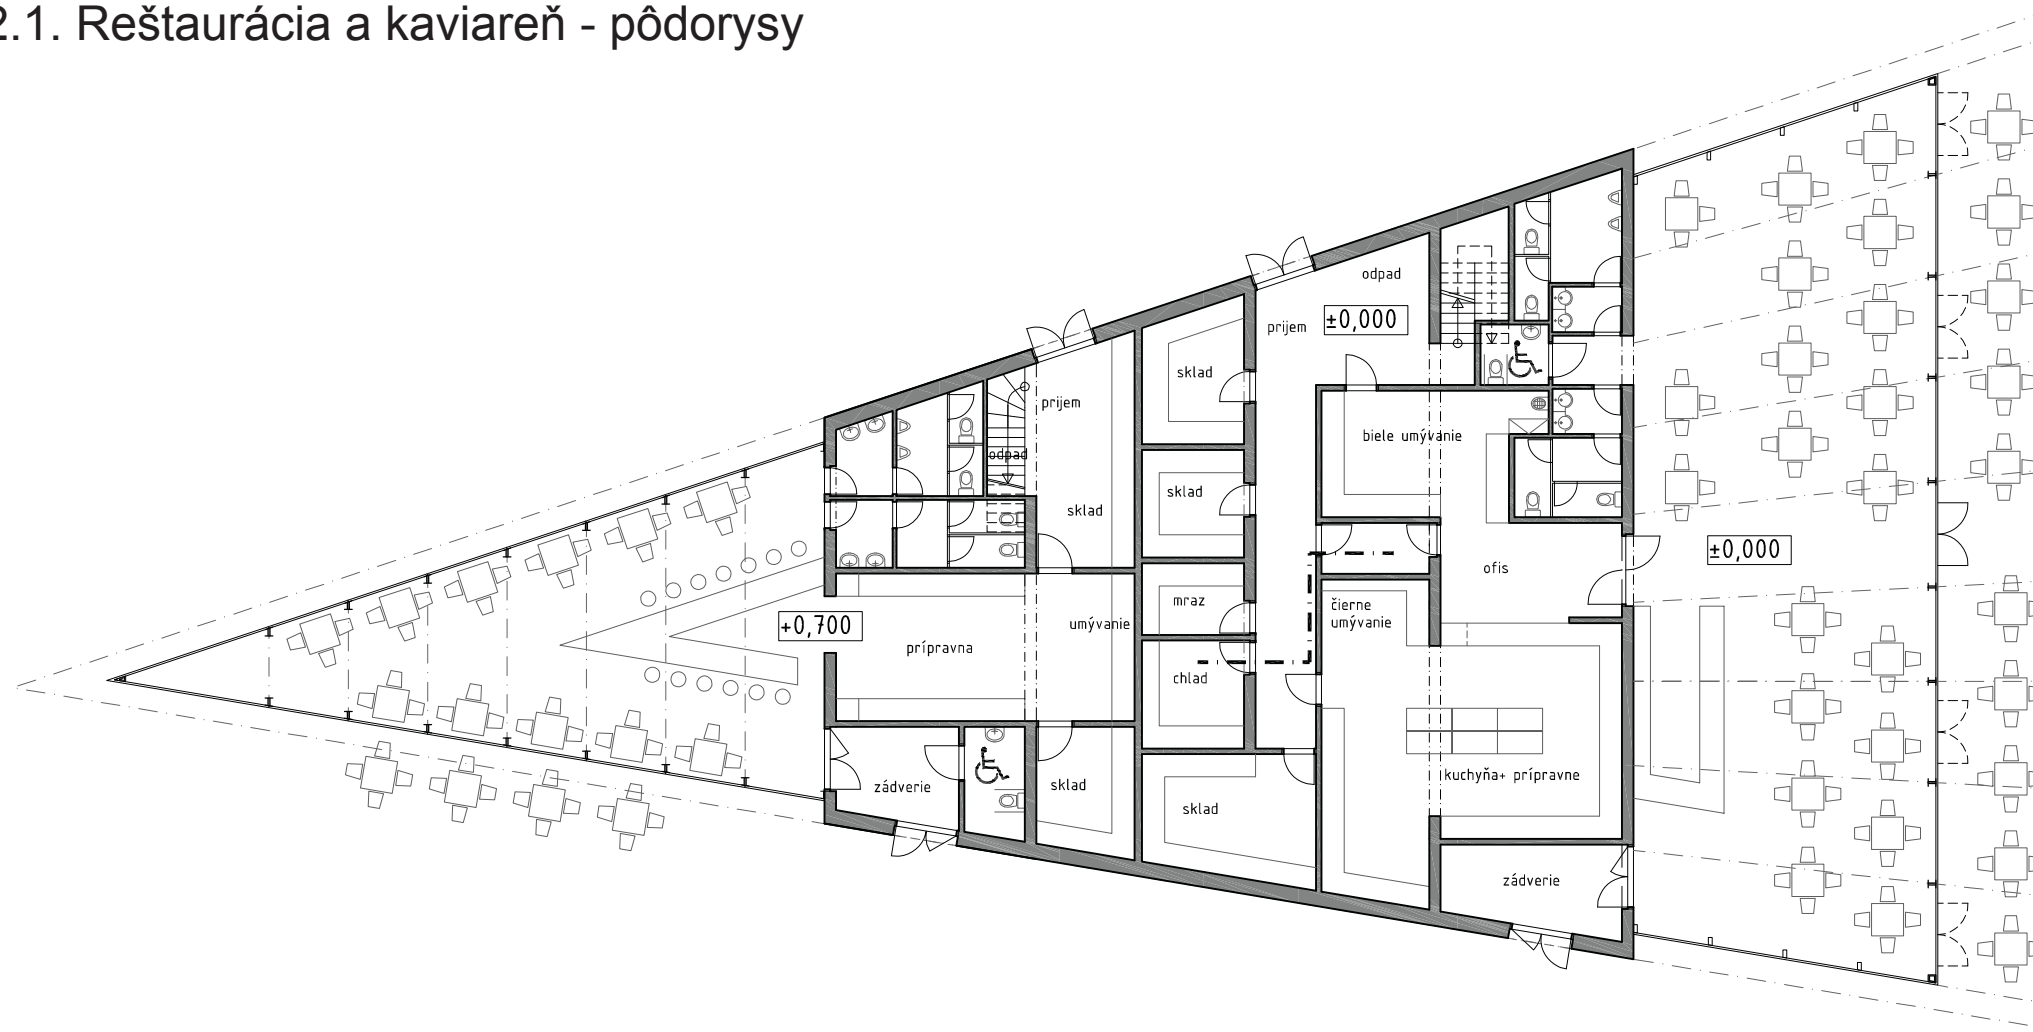 2.1. Reštaurácia a kaviareň - pôdorysy
odpad
±0,000
prijem
sklad
prijem
biele umývanie
odpad
sklad
sklad
±0,000
ofis
mraz
čierne
umývanie
+0,700
umývanie
prípravna
chlad
kuchyňa+ prípravne
zádverie
sklad
sklad
zádverie